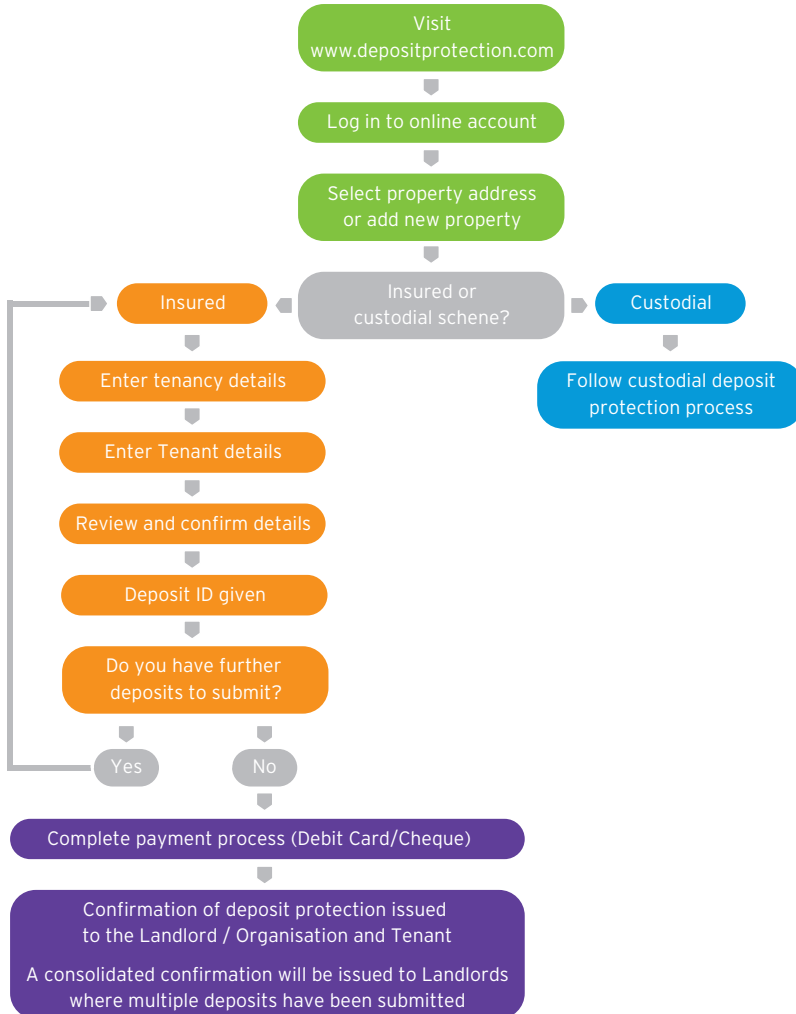 Visit
www.depositprotection.com
Log in to online account
Select property address
or add new property
Insured
Insured or
custodial schene?
Custodial
Enter tenancy details
Follow custodial deposit
protection process
Enter Tenant details
Review and confirm details
Deposit ID given
Do you have further
deposits to submit?
Yes
No
Complete payment process (Debit Card/Cheque)
Confirmation of deposit protection issued
to the Landlord / Organisation and Tenant
A consolidated confirmation will be issued to Landlords
where multiple deposits have been submitted